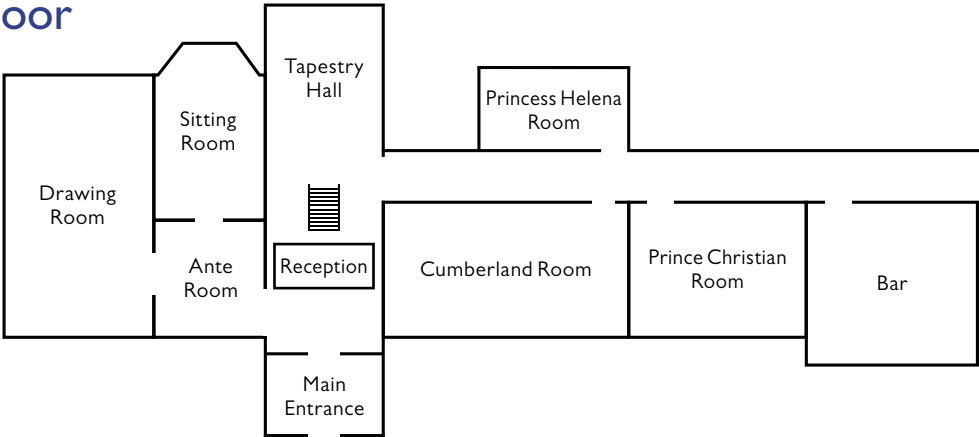 oor
Tapestry
Hall
Princess Helena
Room
Sitting
Room
Drawing
Room
Ante
Room
Reception
Cumberland Room
Prince Christian
Room
Bar
Main
Entrance